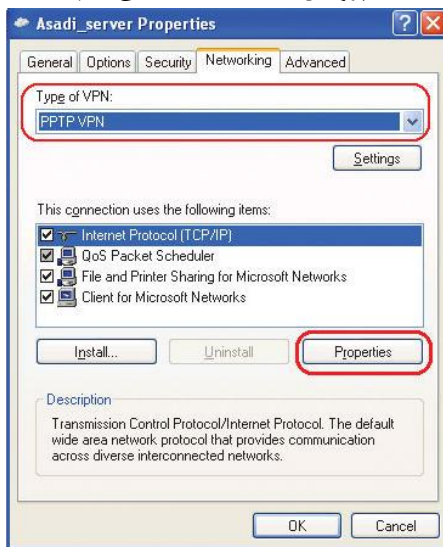 Asadi_server Properties
General Options Security Networking Advanced
Type of VPN:
PPTP VPN
Settings
This connection uses the following items:
Internet Protocol (TCP/IP)
QoS Packet Scheduler
File and Printer Sharing for Microsoft Networks
Client for Microsoft Networks
Install... Uninstall Properties
Description
Transmission Control Protocol/Internet Protocol. The default
wide area network protocol that provides communication
across diverse interconnected networks.
OK Cancel